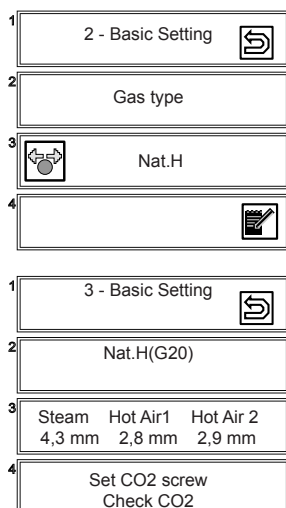 1
2 - Basic Setting
2
Gas type
3
Nat.H
4
1
3 - Basic Setting
2
Nat.H(G20)
3
Steam Hot Air1 Hot Air 2
4,3 mm 2,8 mm 2,9 mm
4
Set CO2 screw
Check CO2